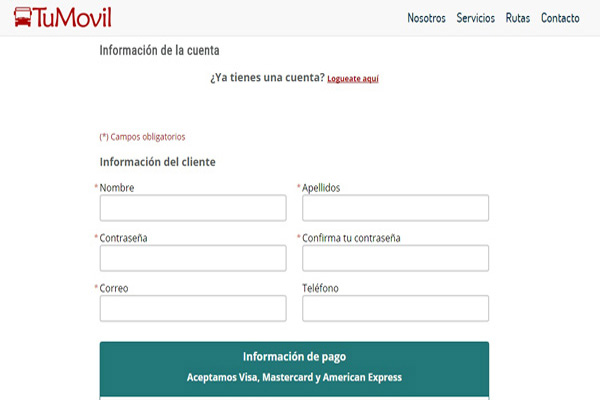 TuMovil
Nosotros Servicios Rutas Contacto
Información de la cuenta
¿Ya tienes una cuenta? Logueate aquí
(*) Campos obligatorios
Información del cliente
*Nombre *Apellidos
*Contraseña *Confirma tu contraseña
*Correo Teléfono
Información de pago
Aceptamos Visa, Mastercard y American Express